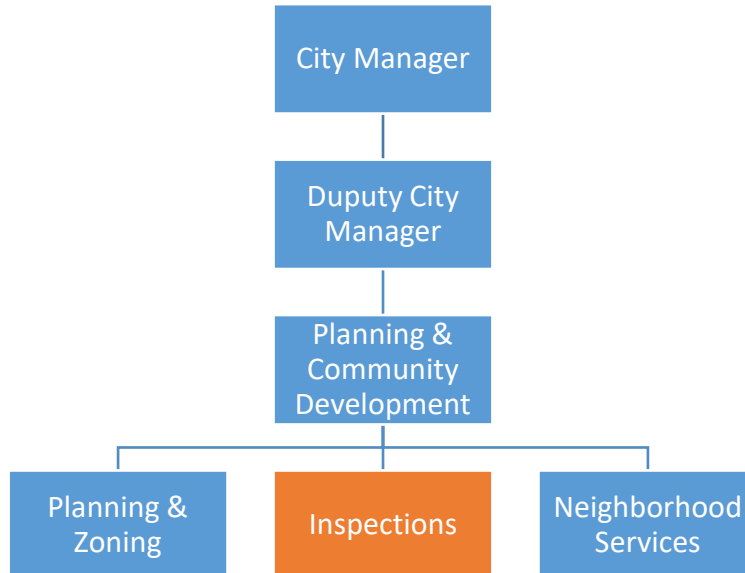 City Manager
Duputy City
Manager
Planning &
Community
Development
Planning &
Zoning
Inspections
Neighborhood
Services